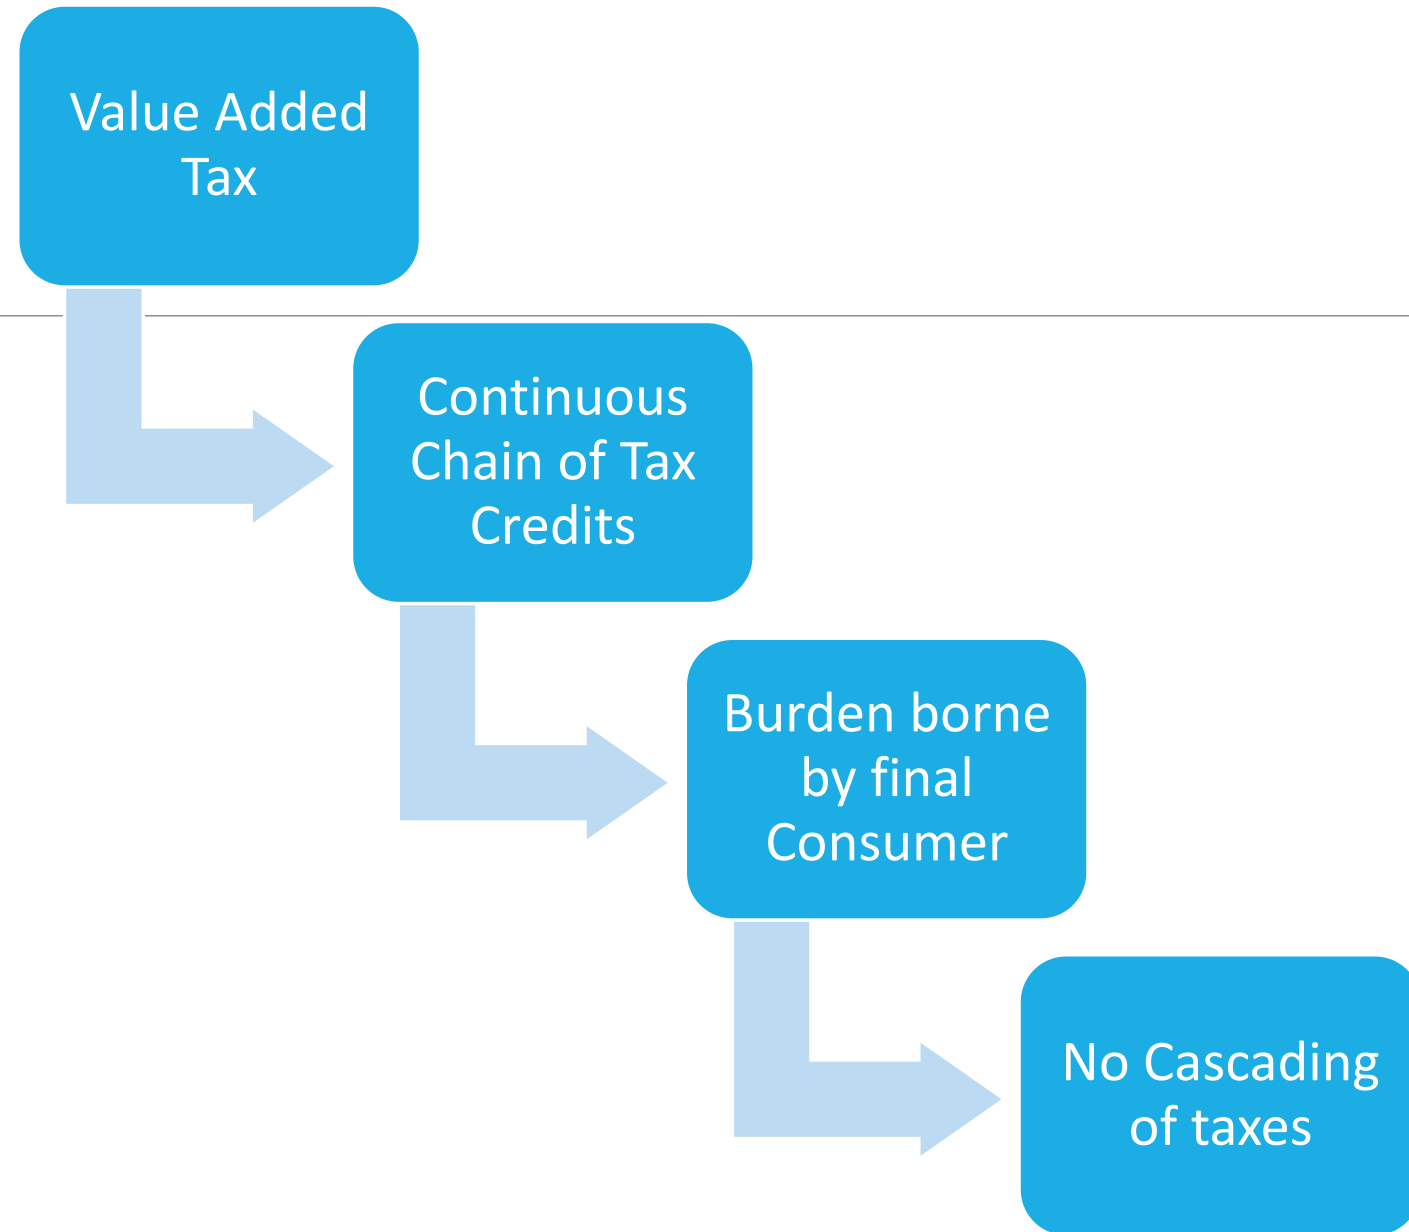 Value Added
Tax
Continuous
Chain of Tax
Credits
Burden borne
by final
Consumer
No Cascading
of taxes